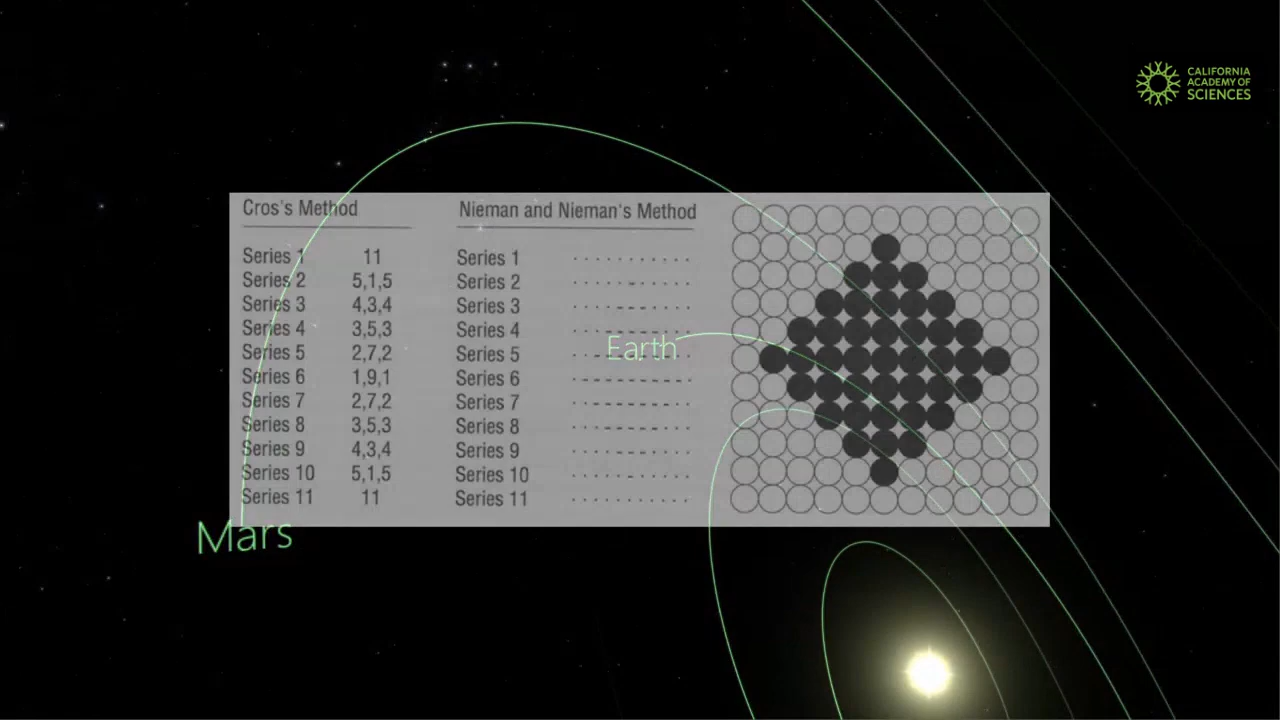 CALIFORNIA
ACADEMY OF
SCIENCES
Cros's Method
Series 1 11
Series 2 5,1,5
Series 3 4,3,4
Series 4 3,5,3
Series 5 2,7,2
Series 6 1,9,1
Series 7 2,7,2
Series 8 3,5,3
Series 9 4,3,4
Series 10 5,1,5
Series 11 11
Nieman and Nieman's Method
Series 1 ...........
Series 2 .....-.....
Series 3 ....---....
Series 4 ...-----...
Series 5 ..-------..
Series 6 .---------.
Series 7 ..-------..
Series 8 ...-----...
Series 9 ....---....
Series 10 .....-.....
Series 11 ...........
Earth
Mars